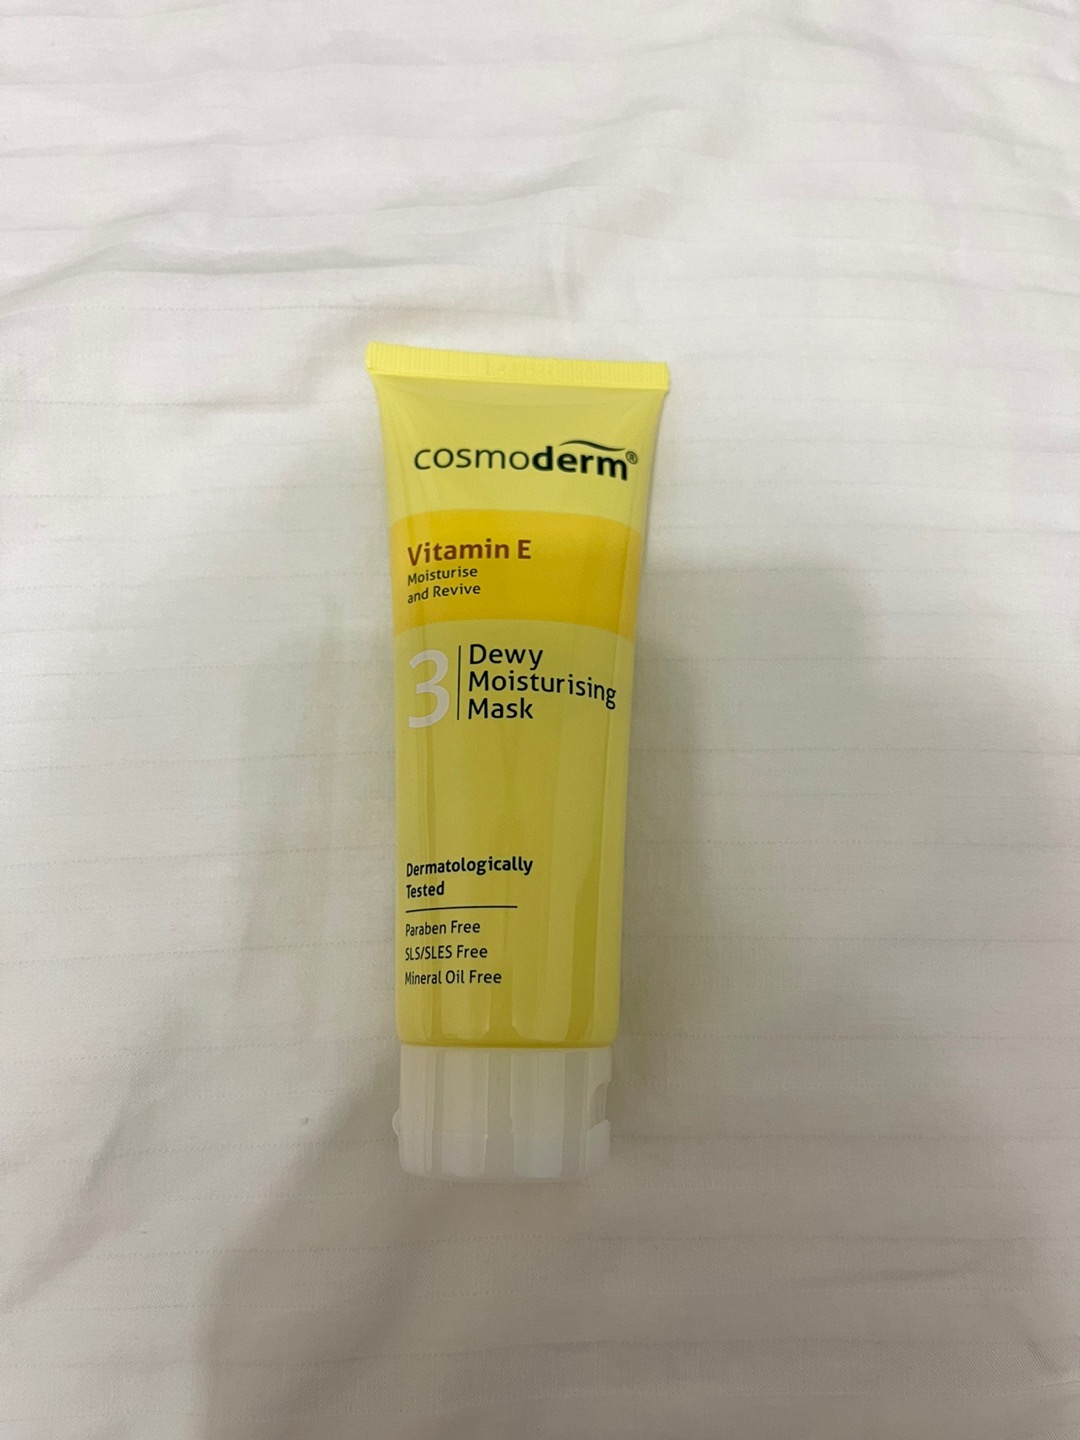 cosmoderm®
Vitamin E
Moisturise
and Revive
3
Dewy
Moisturising
Mask
Dermatologically
Tested
Paraben Free
SLS/SLES Free
Mineral Oil Free